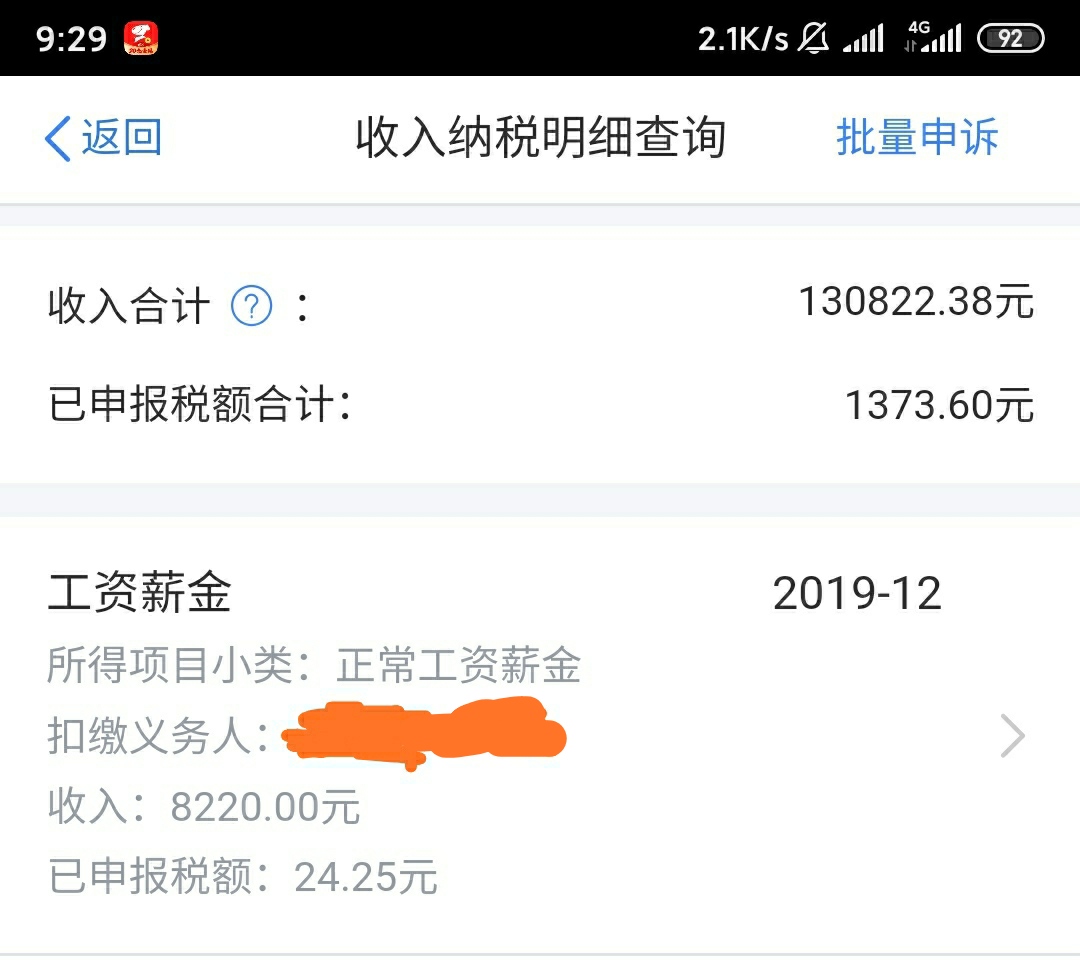 9:29 2.1K/s 4G 92
返回 收入纳税明细查询 批量申诉
收入合计 ? : 130822.38元
已申报税额合计: 1373.60元
工资薪金 2019-12
所得项目小类: 正常工资薪金
扣缴义务人:
收入: 8220.00元
已申报税额: 24.25元